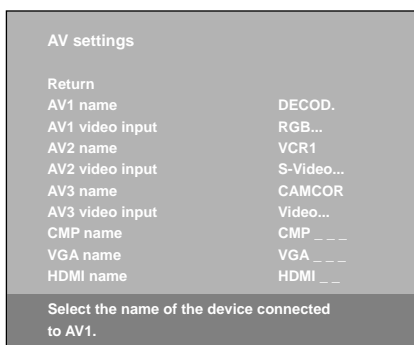 AV settings
Return
AV1 name DECOD.
AV1 video input RGB...
AV2 name VCR1
AV2 video input S-Video...
AV3 name CAMCOR
AV3 video input Video...
CMP name CMP _ _ _
VGA name VGA _ _ _
HDMI name HDMI _ _
Select the name of the device connected
to AV1.